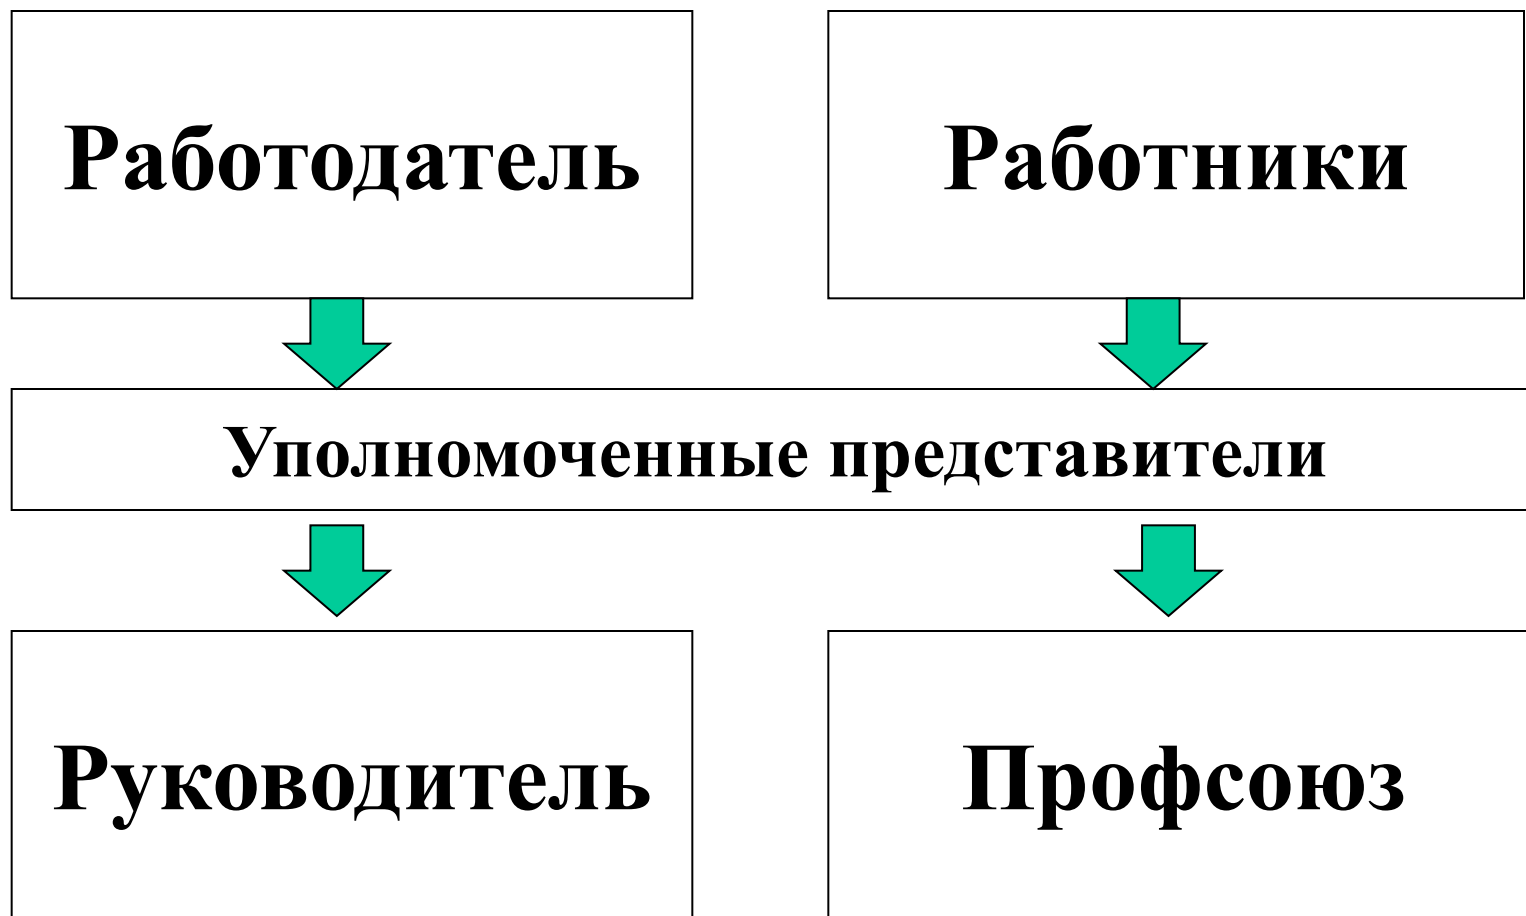 Работодатель
Работники
Уполномоченные представители
Руководитель
Профсоюз